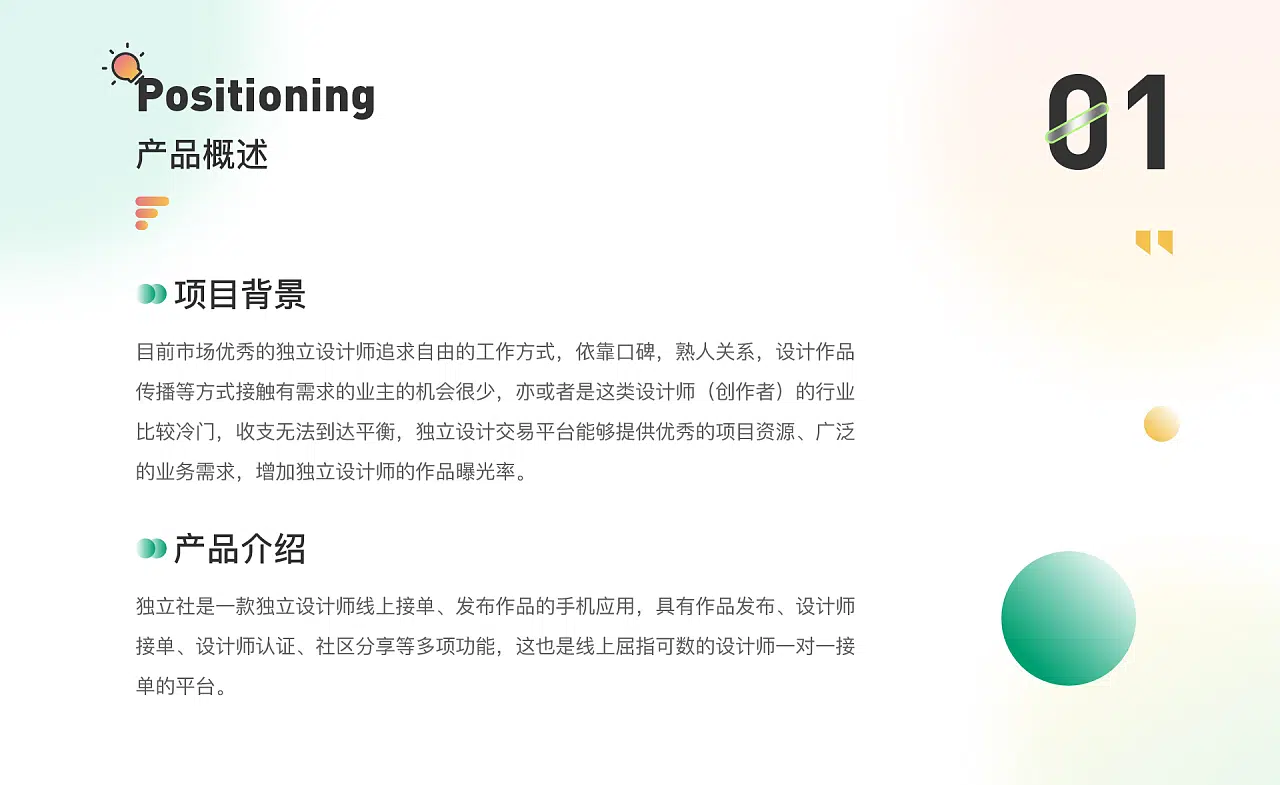 Positioning
01
产品概述
项目背景
目前市场优秀的独立设计师追求自由的工作方式，依靠口碑，熟人关系，设计作品
传播等方式接触有需求的业主的机会很少，亦或者是这类设计师（创作者）的行业
比较冷门，收支无法到达平衡，独立设计交易平台能够提供优秀的项目资源、广泛
的业务需求，增加独立设计师的作品曝光率。
产品介绍
独立社是一款独立设计师线上接单、发布作品的手机应用，具有作品发布、设计师
接单、设计师认证、社区分享等多项功能，这也是线上屈指可数的设计师一对一接
单的平台。